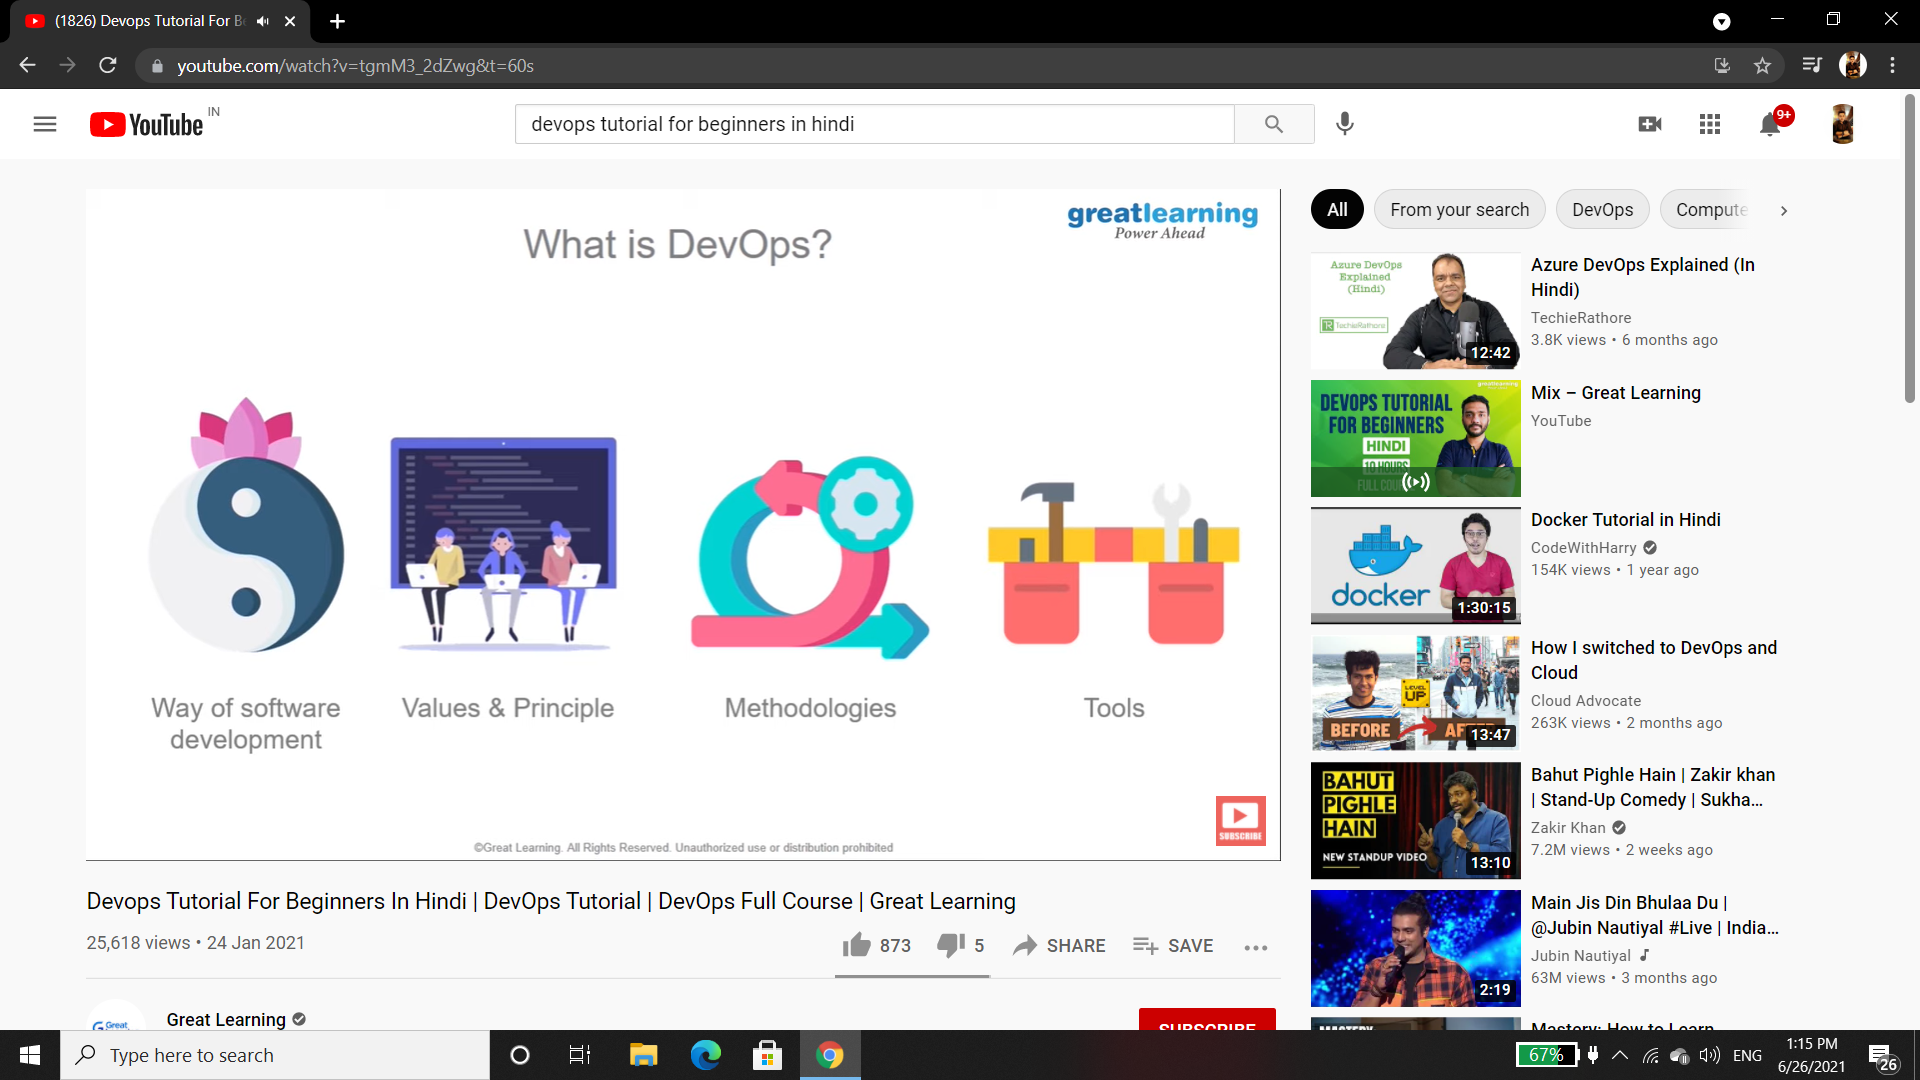 (1826) Devops Tutorial For Be
youtube.com/watch?v=tgmM3_2dZwg&t=60s
YouTube IN
devops tutorial for beginners in hindi
9+
greatlearning
Power Ahead
What is DevOps?
Way of software
development
Values & Principle
Methodologies
Tools
SUBSCRIBE
©Great Learning. All Rights Reserved. Unauthorized use or distribution prohibited
Devops Tutorial For Beginners In Hindi | DevOps Tutorial | DevOps Full Course | Great Learning
25,618 views • 24 Jan 2021
873
5
SHARE
SAVE
Great
Great Learning
SUBSCRIBE
All
From your search
DevOps
Compute
Azure DevOps
Explained
(Hindi)
TechieRathore
12:42
Azure DevOps Explained (In
Hindi)
TechieRathore
3.8K views • 6 months ago
greatlearning
DEVOPS TUTORIAL
FOR BEGINNERS
HINDI
10 HOURS
FULL COU
Mix – Great Learning
YouTube
docker
1:30:15
Docker Tutorial in Hindi
CodeWithHarry
154K views • 1 year ago
LEVEL
UP
BEFORE
AFTE
13:47
How I switched to DevOps and
Cloud
Cloud Advocate
263K views • 2 months ago
BAHUT
PIGHLE
HAIN
NEW STANDUP VIDEO
13:10
Bahut Pighle Hain | Zakir khan
| Stand-Up Comedy | Sukha...
Zakir Khan
7.2M views • 2 weeks ago
2:19
Main Jis Din Bhulaa Du |
@Jubin Nautiyal #Live | India...
Jubin Nautiyal
63M views • 3 months ago
MASTERY
Mastery: How to Learn
Type here to search
67%
ENG
1:15 PM
6/26/2021
26